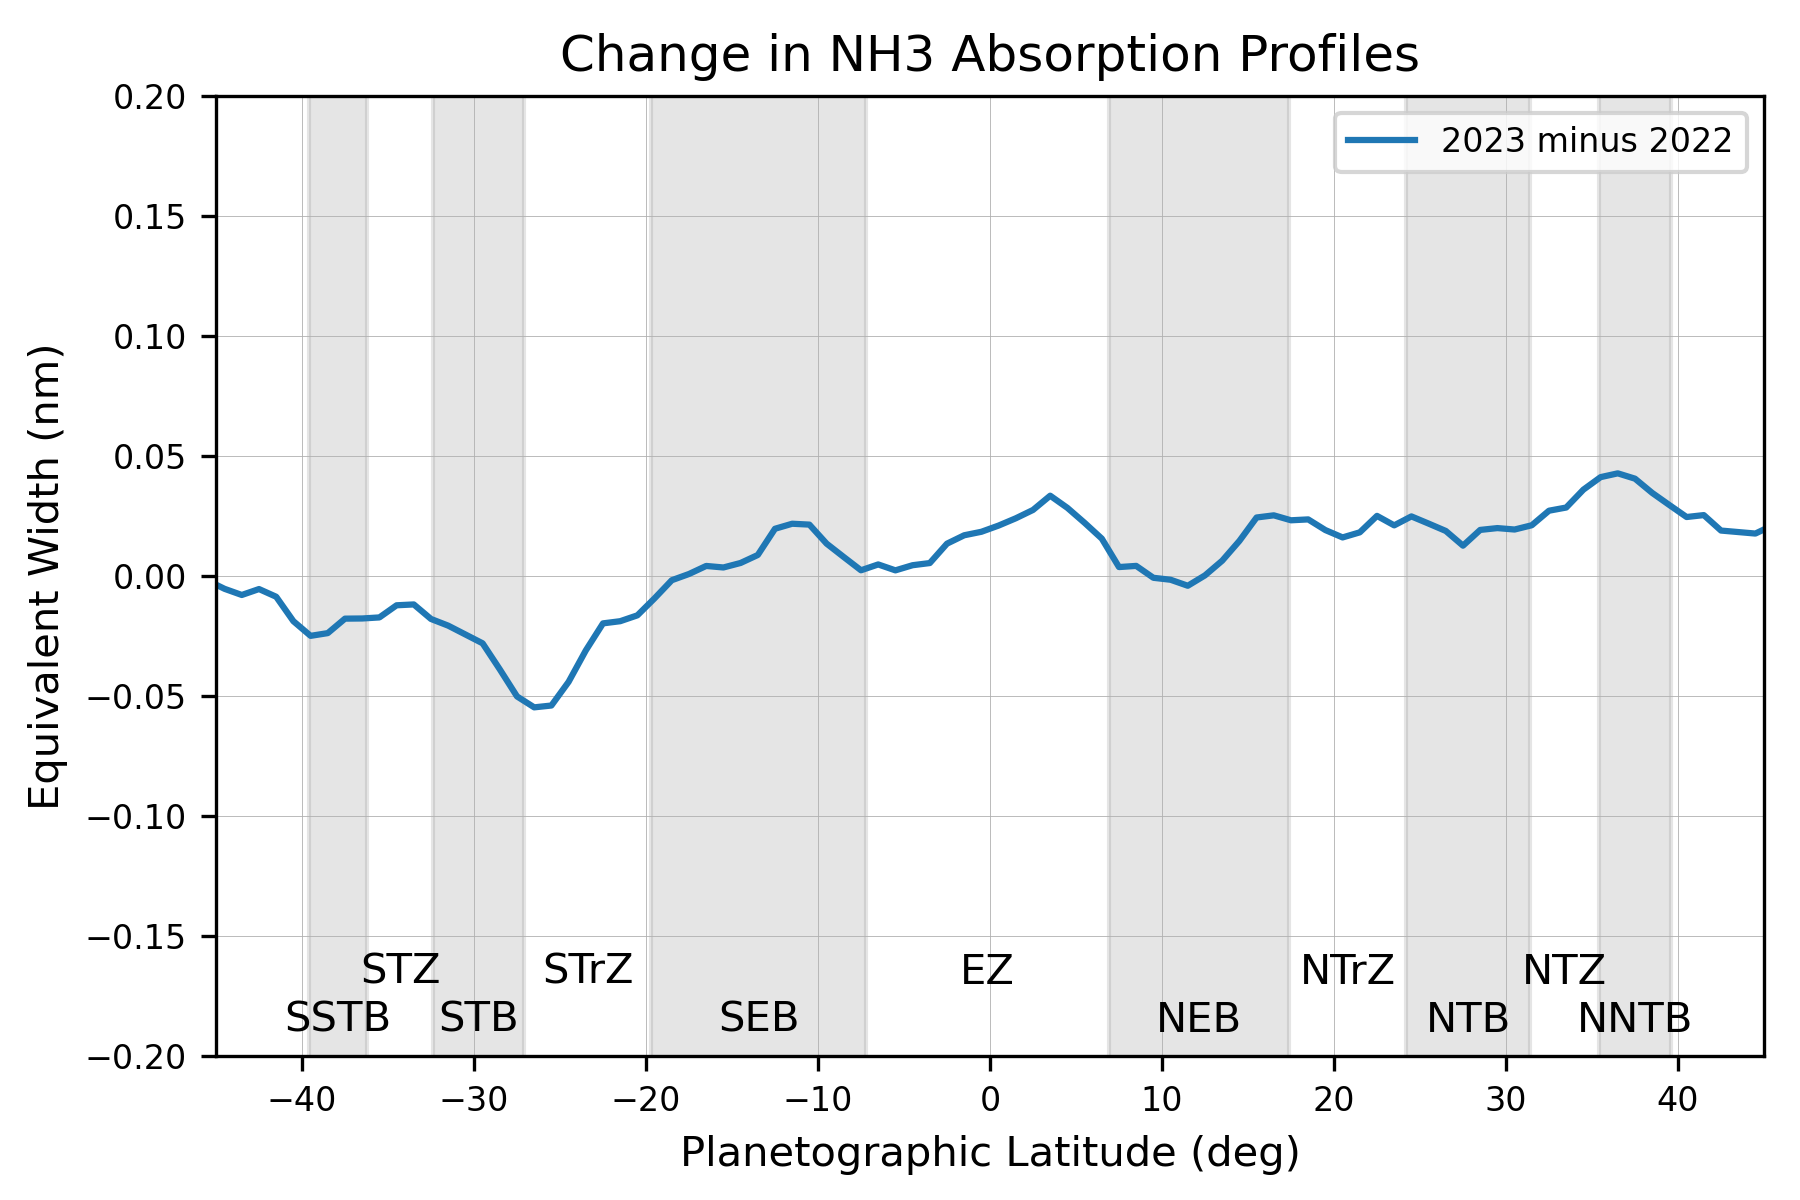 Change in NH3 Absorption Profiles
2023 minus 2022
Equivalent Width (nm)
0.20
0.15
0.10
0.05
0.00
−0.05
−0.10
−0.15
−0.20
STZ STrZ EZ NTrZ NTZ
SSTB STB SEB NEB NTB NNTB
−40 −30 −20 −10 0 10 20 30 40
Planetographic Latitude (deg)